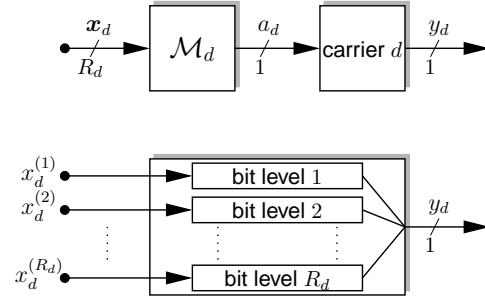 𝒙_d a_d y_d
ℳ_d carrier d
R_d 1 1
x_d^{(1)} bit level 1
x_d^{(2)} bit level 2 y_d
1
x_d^{(R_d)} bit level R_d